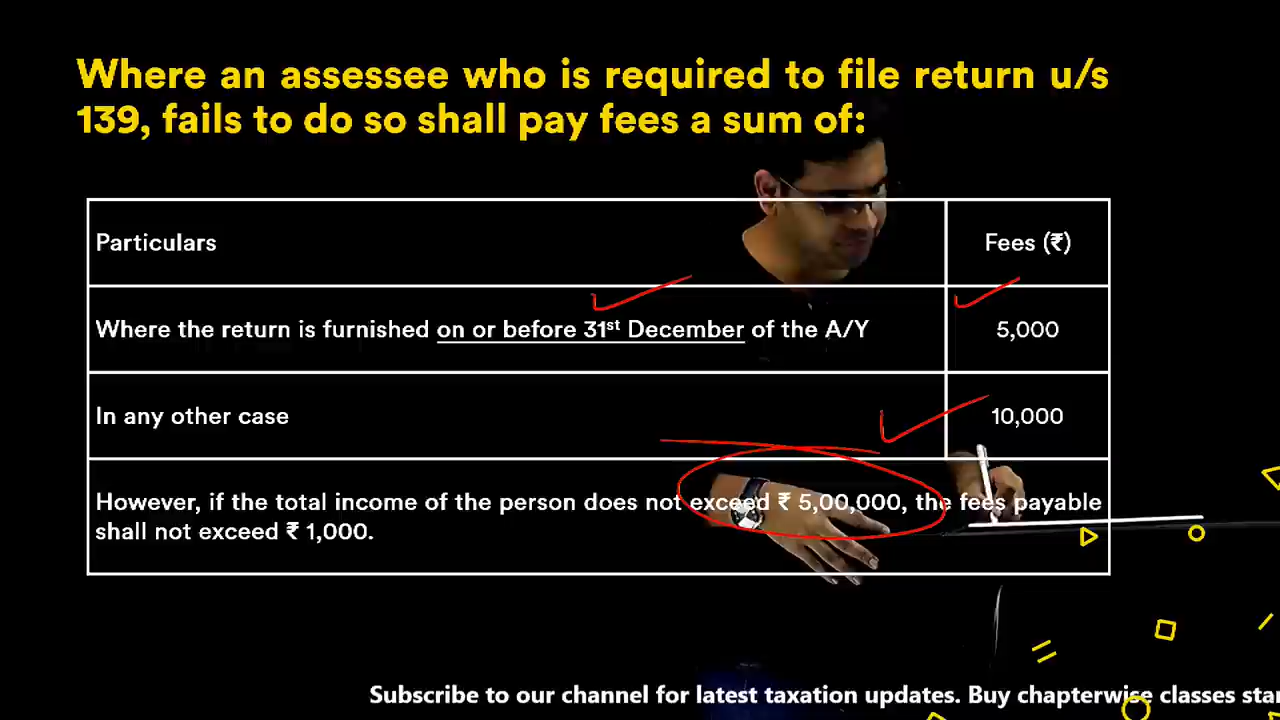 Where an assessee who is required to file return u/s
139, fails to do so shall pay fees a sum of:
Particulars
Fees (₹)
Where the return is furnished on or before 31st December of the A/Y
5,000
In any other case
10,000
However, if the total income of the person does not exceed ₹ 5,00,000, the fees payable
shall not exceed ₹ 1,000.
Subscribe to our channel for latest taxation updates. Buy chapterwise classes